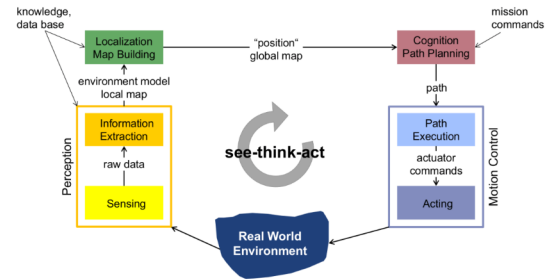 knowledge,
data base
Localization
Map Building
"position"
global map
Cognition
Path Planning
mission
commands
environment model
local map
path
Perception
Information
Extraction
raw data
Sensing
see-think-act
Path
Execution
actuator
commands
Acting
Motion Control
Real World
Environment